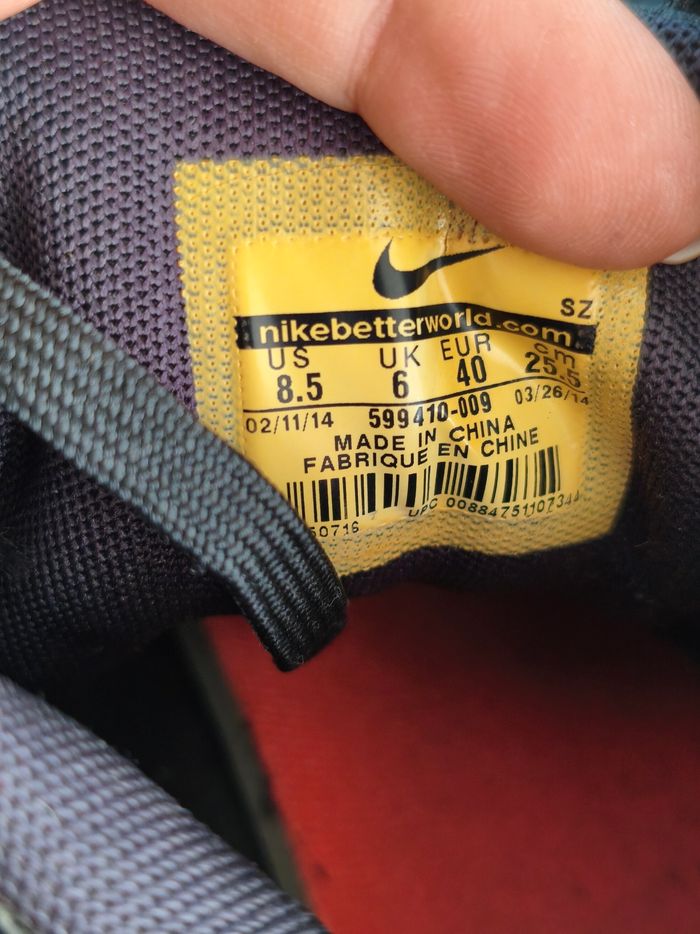 SZ
nikebetterworld.com
US UK EUR cm
8.5 6 40 25.5
02/11/14 599410-009 03/26/14
MADE IN CHINA
FABRIQUE EN CHINE
50716 UPC 00884751107344